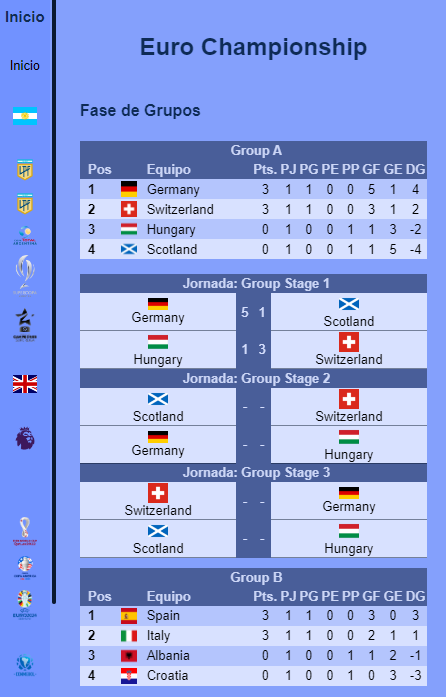 Inicio
Inicio
Euro Championship
Fase de Grupos
Group A
Pos Equipo Pts. PJ PG PE PP GF GE DG
1 Germany 3 1 1 0 0 5 1 4
2 Switzerland 3 1 1 0 0 3 1 2
3 Hungary 0 1 0 0 1 1 3 -2
4 Scotland 0 1 0 0 1 1 5 -4
Jornada: Group Stage 1
Germany 5 1 Scotland
Hungary 1 3 Switzerland
Jornada: Group Stage 2
Scotland - - Switzerland
Germany - - Hungary
Jornada: Group Stage 3
Switzerland - - Germany
Scotland - - Hungary
Group B
Pos Equipo Pts. PJ PG PE PP GF GE DG
1 Spain 3 1 1 0 0 3 0 3
2 Italy 3 1 1 0 0 2 1 1
3 Albania 0 1 0 0 1 1 2 -1
4 Croatia 0 1 0 0 1 0 3 -3